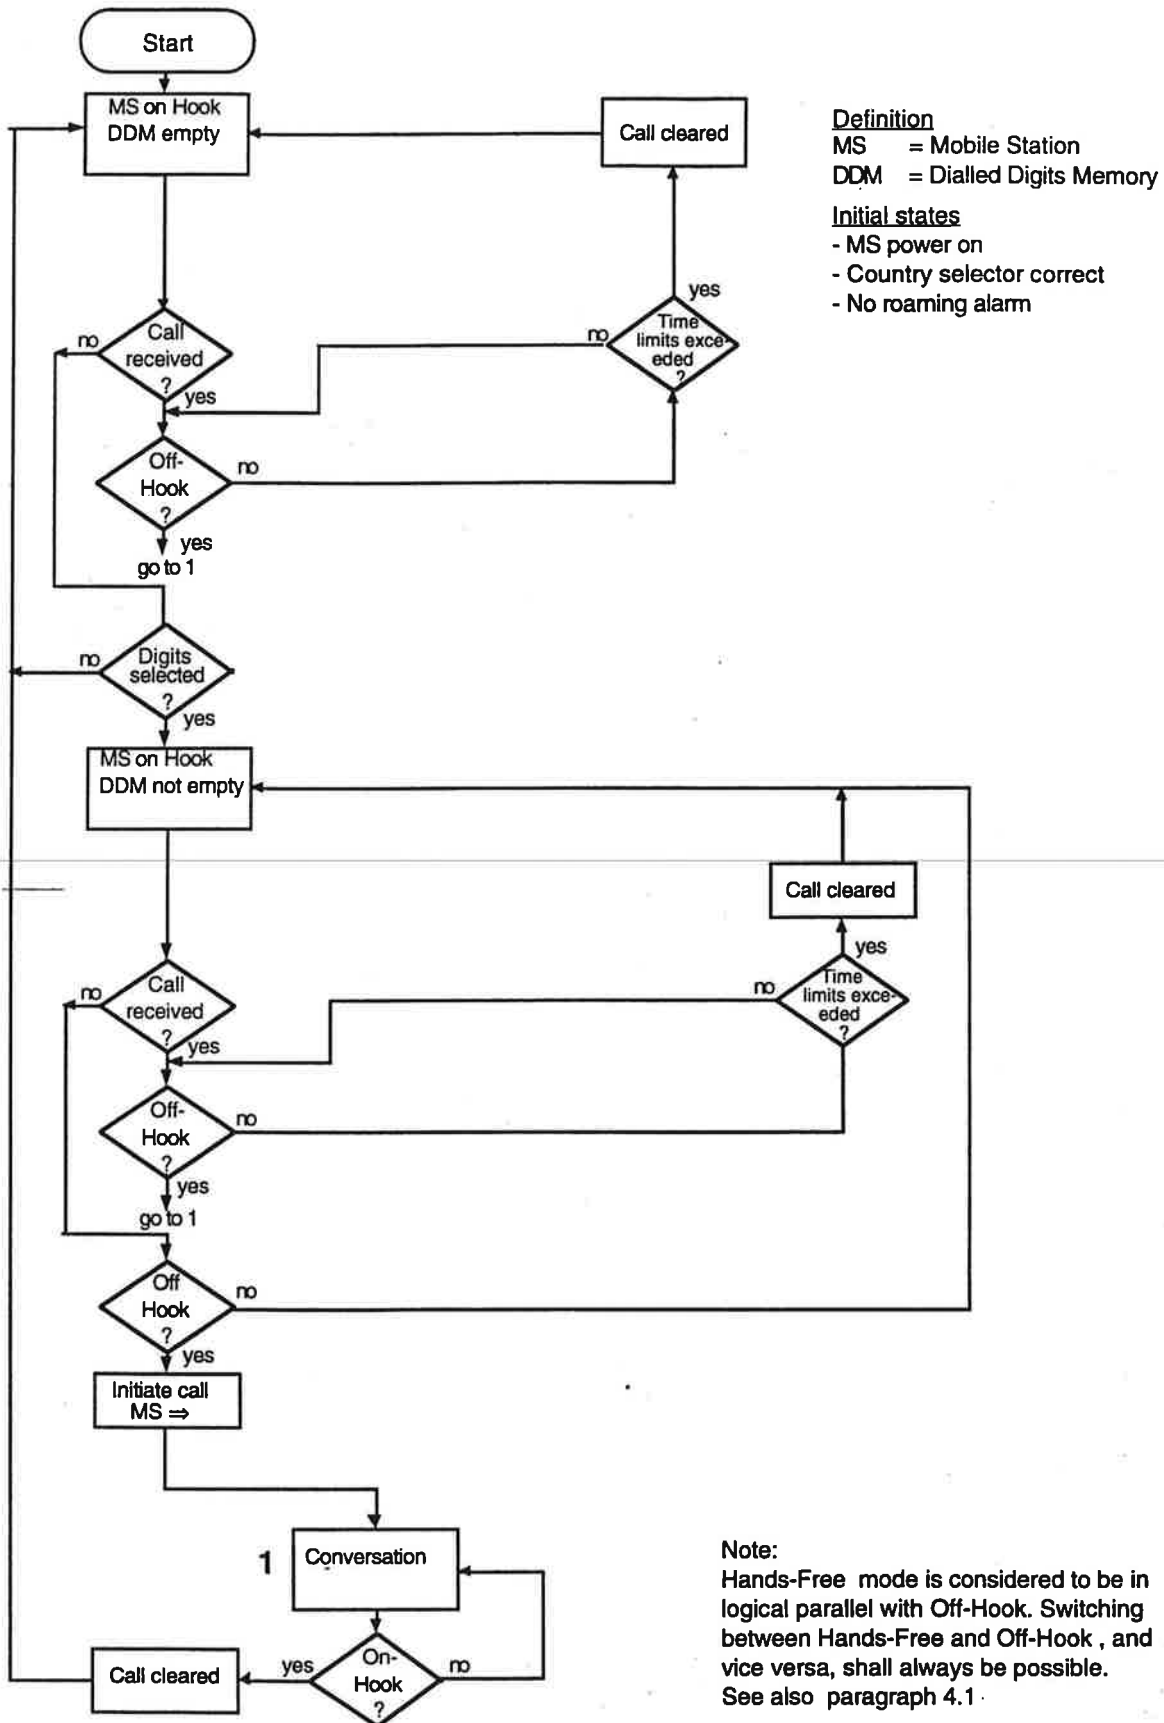 Start
MS on Hook
DDM empty
Call cleared
Definition
MS = Mobile Station
DDM = Dialled Digits Memory
Initial states
- MS power on
- Country selector correct
- No roaming alarm
yes
Time
limits exce-
eded
?
no
no
Call
received
?
yes
Off-
Hook
?
no
yes
go to 1
no
Digits
selected
?
yes
MS on Hook
DDM not empty
Call cleared
yes
Time
limits exce-
eded
?
no
no
Call
received
?
yes
Off-
Hook
?
no
yes
go to 1
Off
Hook
?
no
yes
Initiate call
MS ⇒
1
Conversation
On-
Hook
?
yes
no
Call cleared
Note:
Hands-Free mode is considered to be in
logical parallel with Off-Hook. Switching
between Hands-Free and Off-Hook , and
vice versa, shall always be possible.
See also paragraph 4.1